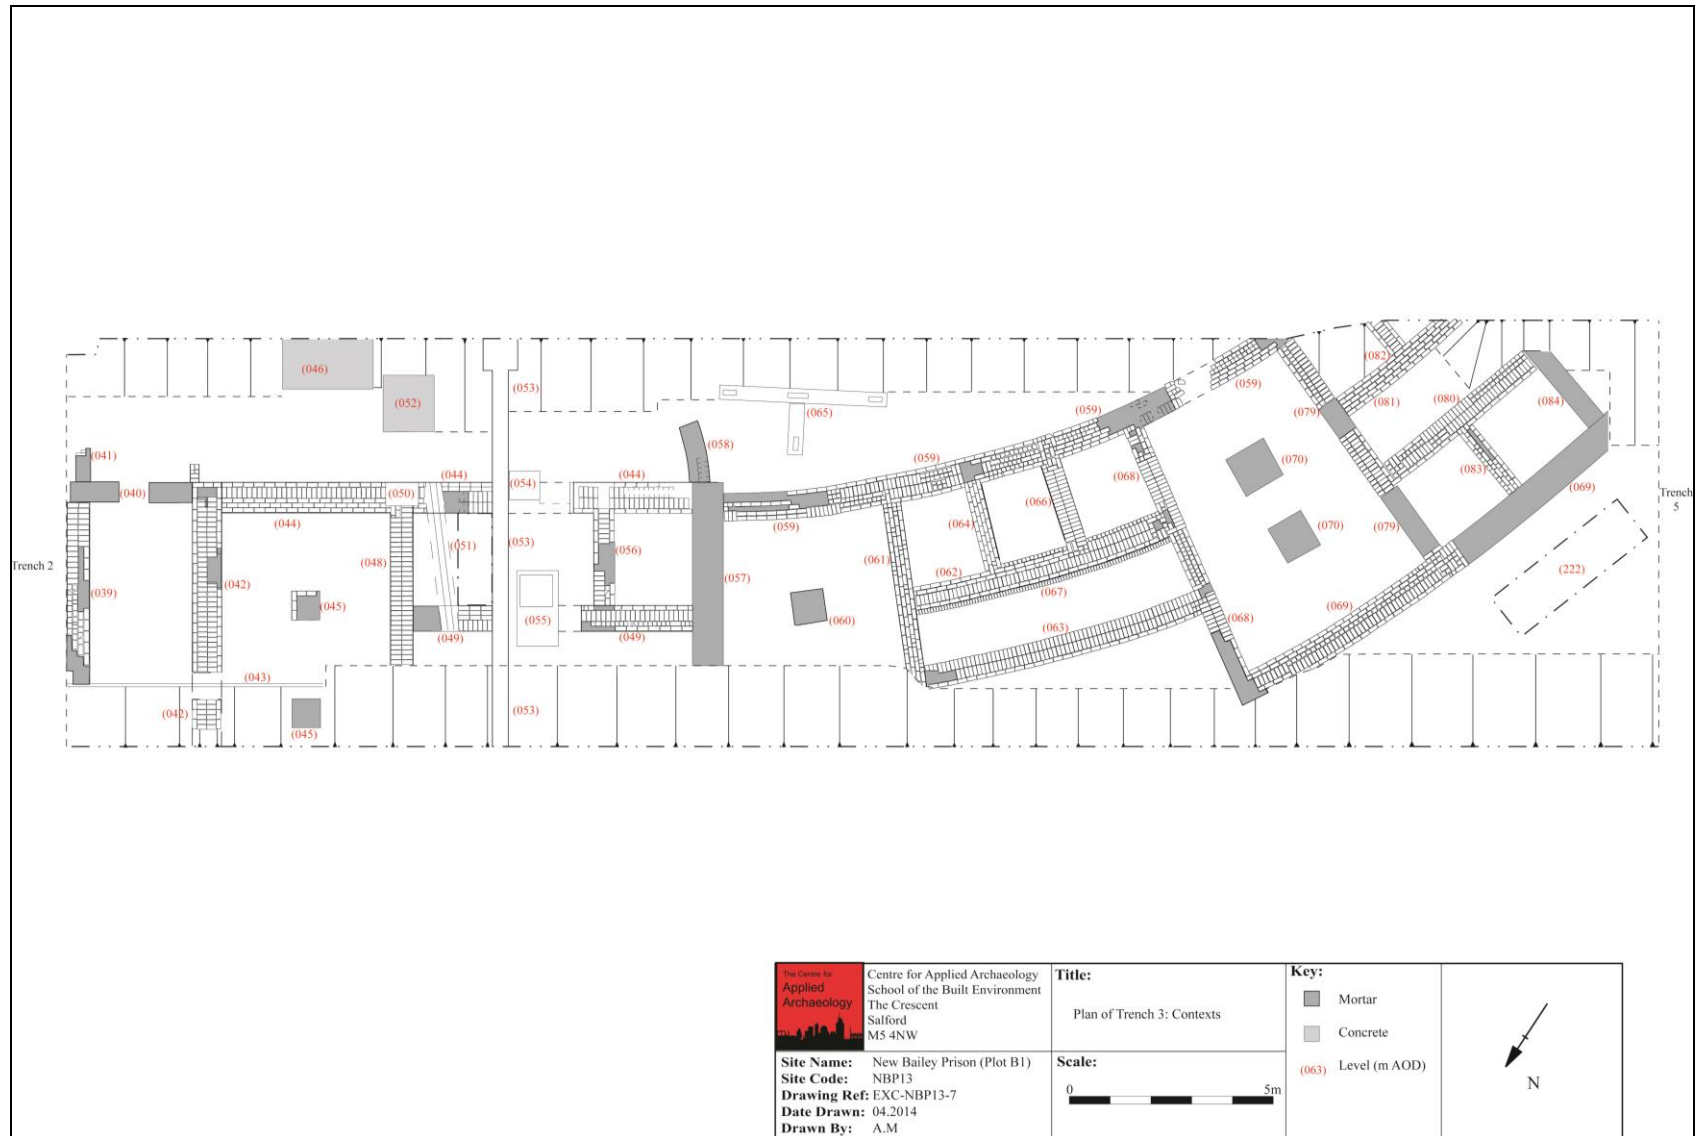 (046)
(053)
(052)
(065)
(059)
(059)
(082)
(079)
(081)
(080)
(084)
(041)
(058)
(040)
(044)
(050)
(054)
(044)
(059)
(068)
(070)
(083)
(069)
Trench
5
(044)
(059)
(064)
(066)
(070)
(079)
Trench 2
(039)
(042)
(048)
(051)
(053)
(056)
(057)
(061)
(062)
(067)
(222)
(045)
(055)
(060)
(069)
(049)
(049)
(063)
(068)
(043)
(042)
(053)
(045)
The Centre for
Applied
Archaeology
Centre for Applied Archaeology
School of the Built Environment
The Crescent
Salford
M5 4NW
Title:
Plan of Trench 3: Contexts
Key:
Mortar
Concrete
(063) Level (m AOD)
Site Name: New Bailey Prison (Plot B1)
Site Code: NBP13
Drawing Ref: EXC-NBP13-7
Date Drawn: 04.2014
Drawn By: A.M
Scale:
0 5m
N